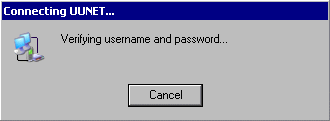 Connecting UUNET...
Verifying username and password...
Cancel